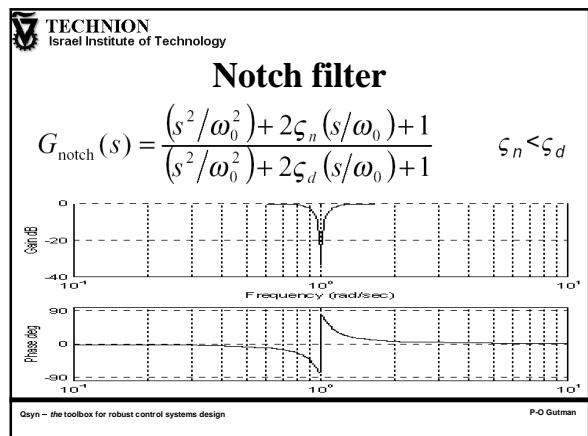 TECHNION
Israel Institute of Technology
Notch filter
G_notch(s) = ((s²/ω₀²) + 2ς_n(s/ω₀) + 1) / ((s²/ω₀²) + 2ς_d(s/ω₀) + 1)    ς_n < ς_d
Gain dB
0
-20
-40
10⁻¹ 10⁰ 10¹
Frequency (rad/sec)
Phase deg
90
0
-90
10⁻¹ 10⁰ 10¹
Qsyn – the toolbox for robust control systems design P-O Gutman